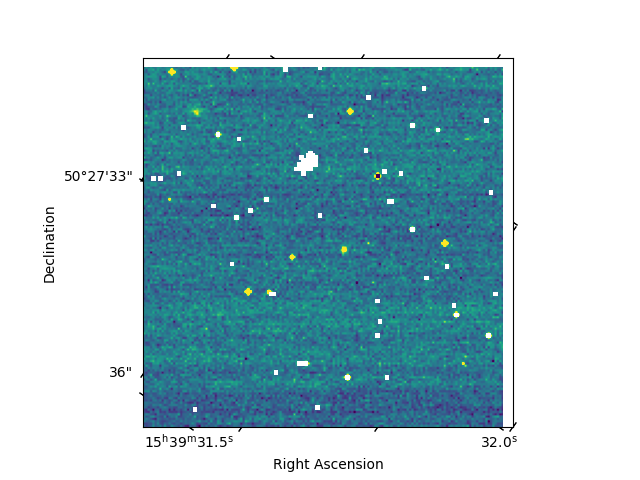 50°27'33"
Declination
36"
15ʰ39ᵐ31.5ˢ
32.0ˢ
Right Ascension